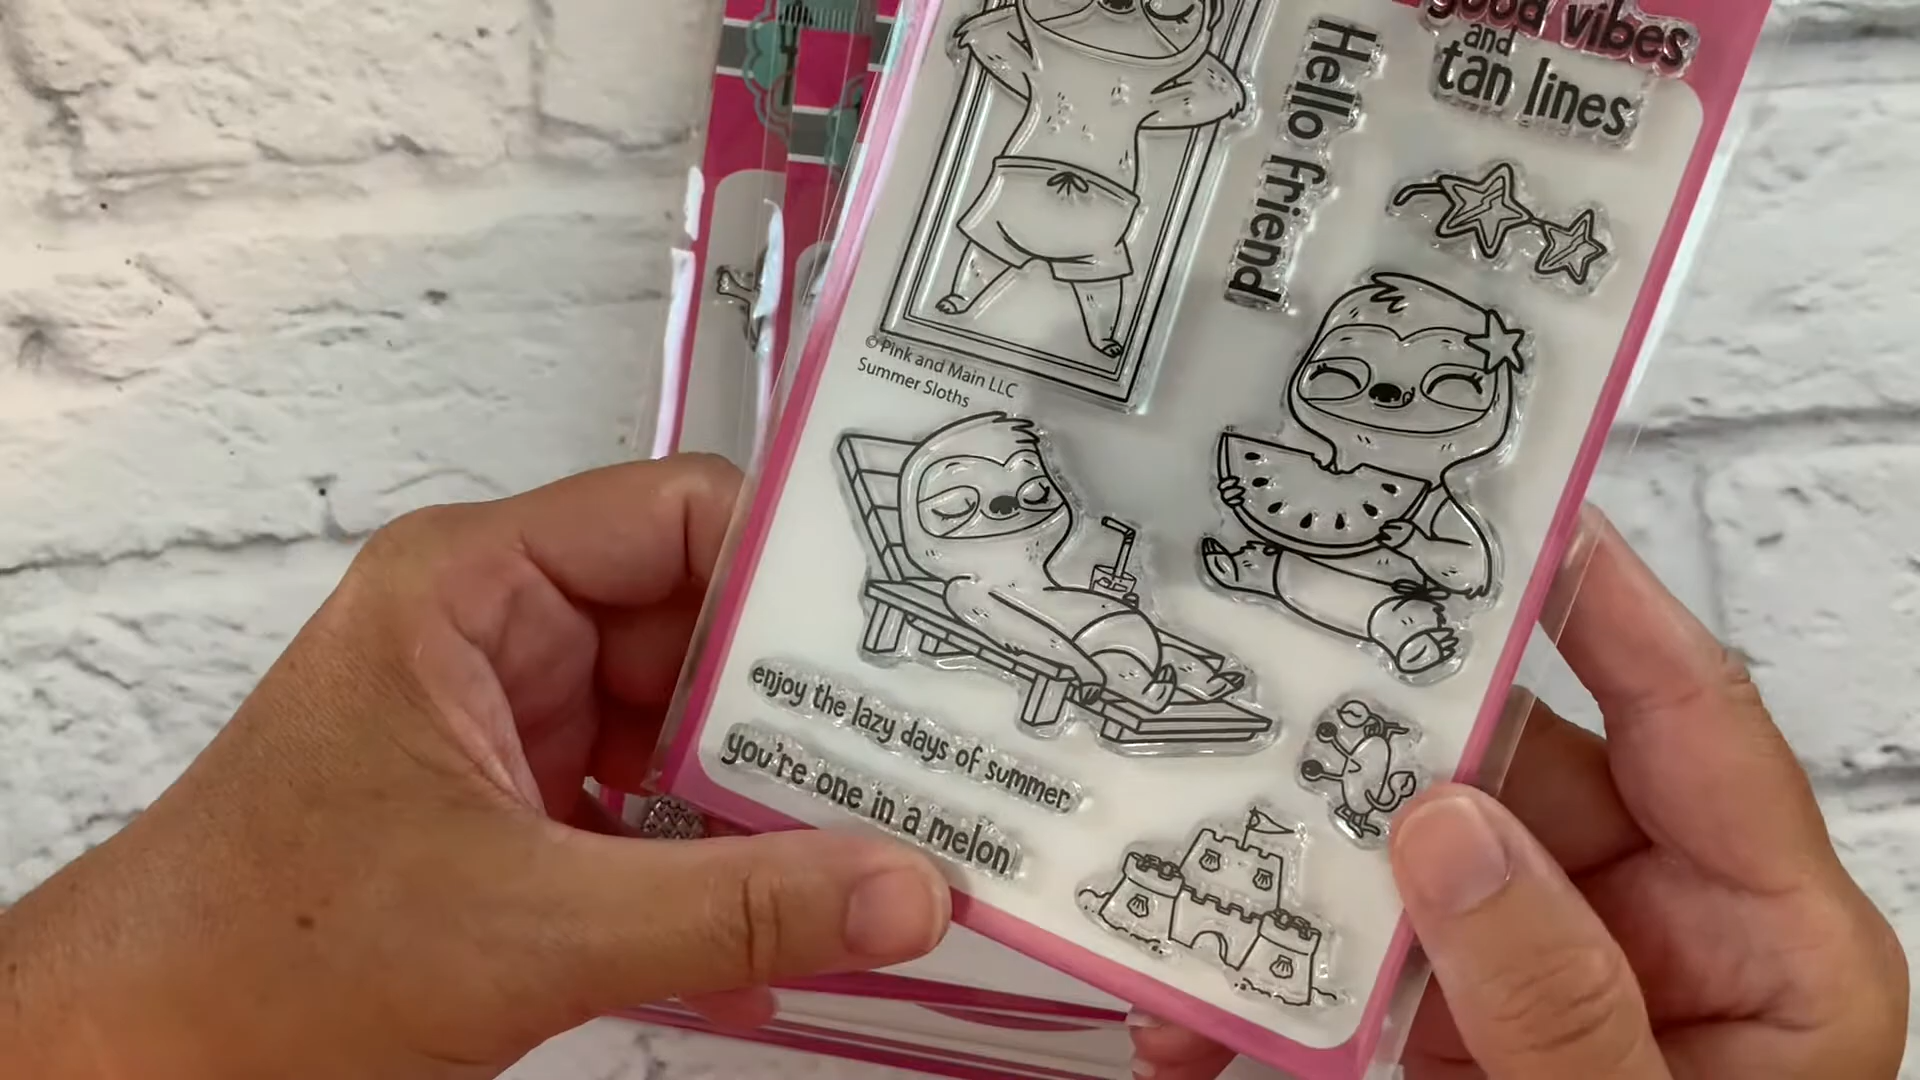 good vibes
and
tan lines
Hello friend
© Pink and Main LLC
Summer Sloths
enjoy the lazy days of summer
you're one in a melon